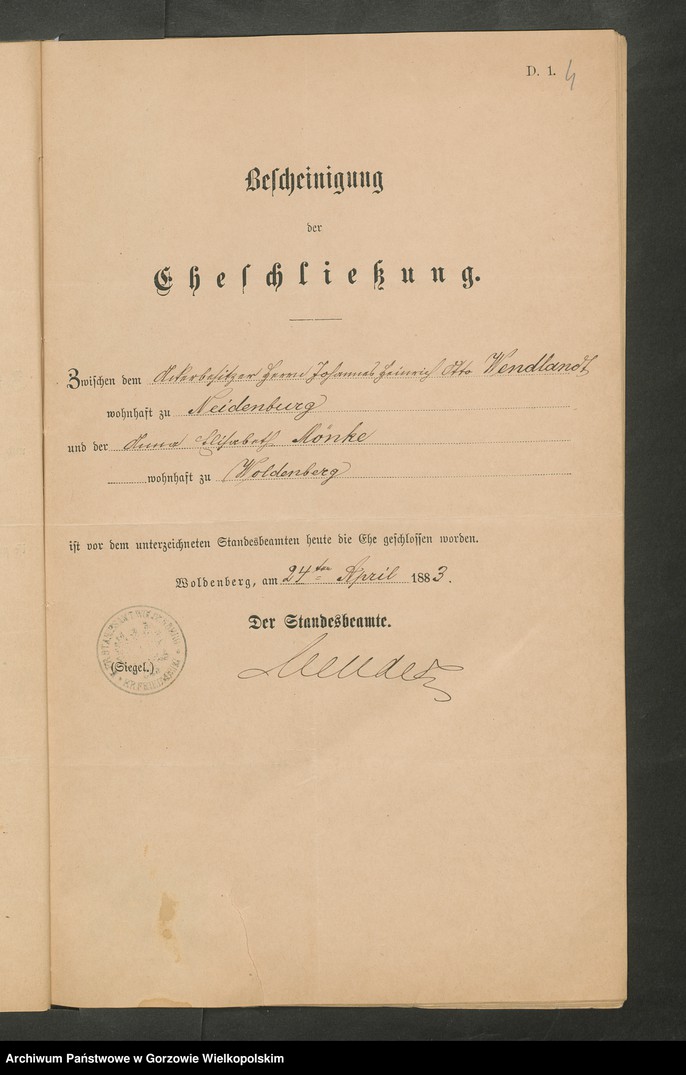 D. 1. 4
Bescheinigung
der
Eheschließung.
Zwischen dem Ackerbesitzer Herrn Johannes Heinrich Otto Wendlandt
wohnhaft zu Neidenburg
und der Anna Elisabeth Mönke
wohnhaft zu Woldenberg
ist vor dem unterzeichneten Standesbeamten heute die Ehe geschlossen worden.
Woldenberg, am 24ten April 1883.
Der Standesbeamte.
(Siegel.)
Archiwum Państwowe w Gorzowie Wielkopolskim